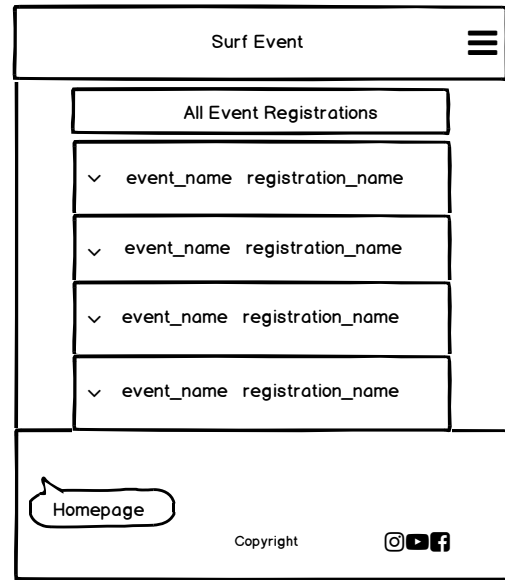 Surf Event
All Event Registrations
event_name registration_name
event_name registration_name
event_name registration_name
event_name registration_name
Homepage
Copyright